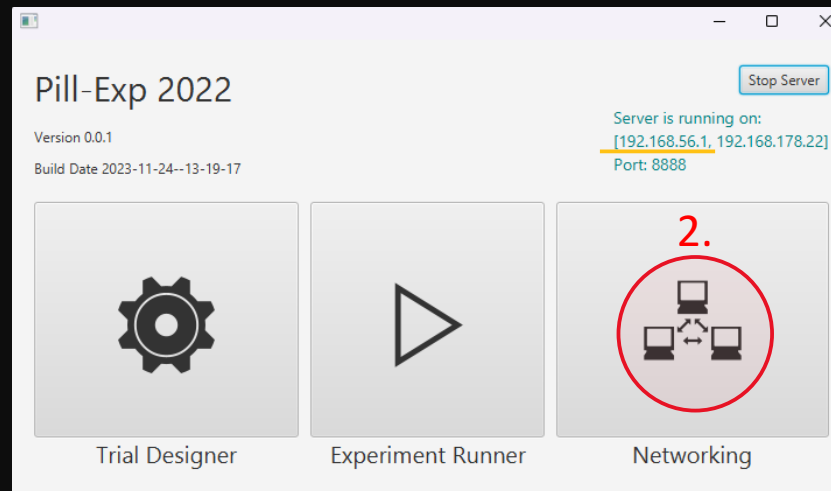 Pill-Exp 2022
Stop Server
Version 0.0.1
Server is running on:
[192.168.56.1, 192.168.178.22]
Build Date 2023-11-24--13-19-17
Port: 8888
2.
Trial Designer
Experiment Runner
Networking